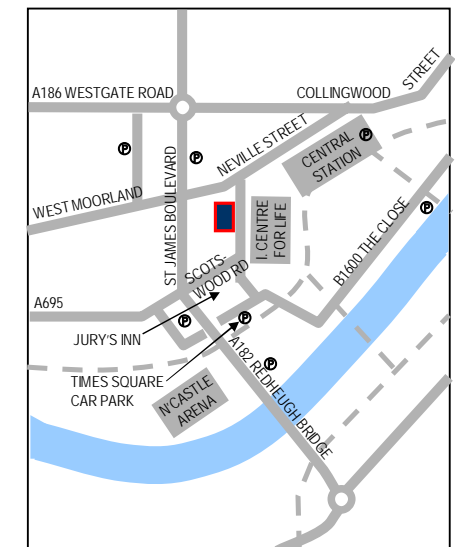 A186 WESTGATE ROAD
COLLINGWOOD
STREET
NEVILLE STREET
CENTRAL
STATION
P
P
P
WEST MOORLAND
ST JAMES BOULEVARD
I. CENTRE
FOR LIFE
P
B1600 THE CLOSE
SCOTS-
WOOD RD
A695
JURY'S INN
P
P
TIMES SQUARE
CAR PARK
P
A182 REDHEUGH BRIDGE
N'CASTLE
ARENA